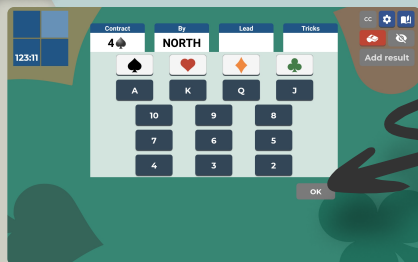 Contract By Lead Tricks
4♠ NORTH
123:11
CC
Add result
A K Q J
10 9 8
7 6 5
4 3 2
OK